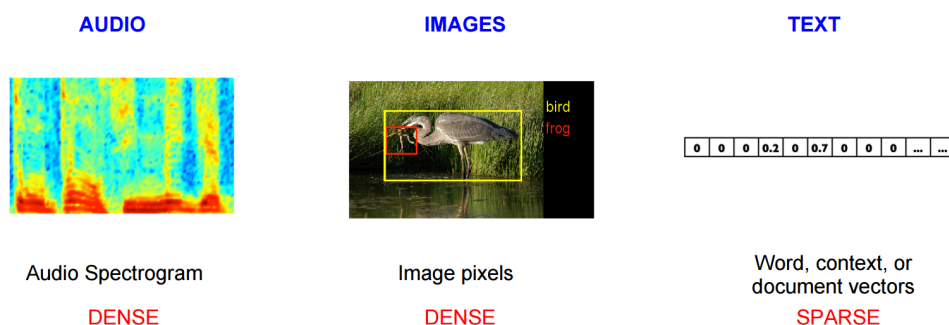 AUDIO
IMAGES
TEXT
bird
frog
0 0 0 0.2 0 0.7 0 0 0 ... ...
Audio Spectrogram
Image pixels
Word, context, or
document vectors
DENSE
DENSE
SPARSE